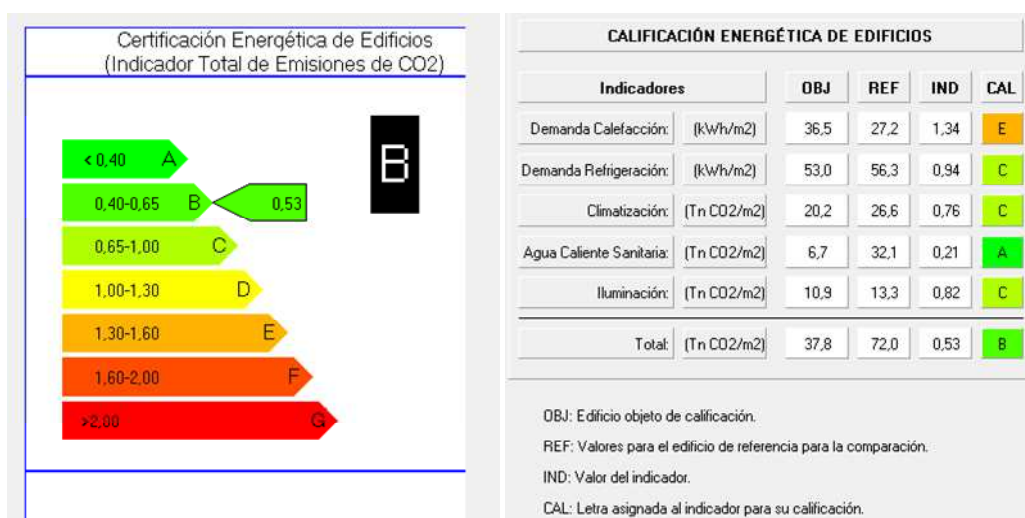 Certificación Energética de Edificios
(Indicador Total de Emisiones de CO2)
B
< 0,40 A
0,40-0,65 B 0,53
0,65-1,00 C
1,00-1,30 D
1,30-1,60 E
1,60-2,00 F
>2,00 G
CALIFICACIÓN ENERGÉTICA DE EDIFICIOS
Indicadores OBJ REF IND CAL
Demanda Calefacción: (kWh/m2) 36,5 27,2 1,34 E
Demanda Refrigeración: (kWh/m2) 53,0 56,3 0,94 C
Climatización: (Tn CO2/m2) 20,2 26,6 0,76 C
Agua Caliente Sanitaria: (Tn CO2/m2) 6,7 32,1 0,21 A
Iluminación: (Tn CO2/m2) 10,9 13,3 0,82 C
Total: (Tn CO2/m2) 37,8 72,0 0,53 B
OBJ: Edificio objeto de calificación.
REF: Valores para el edificio de referencia para la comparación.
IND: Valor del indicador.
CAL: Letra asignada al indicador para su calificación.